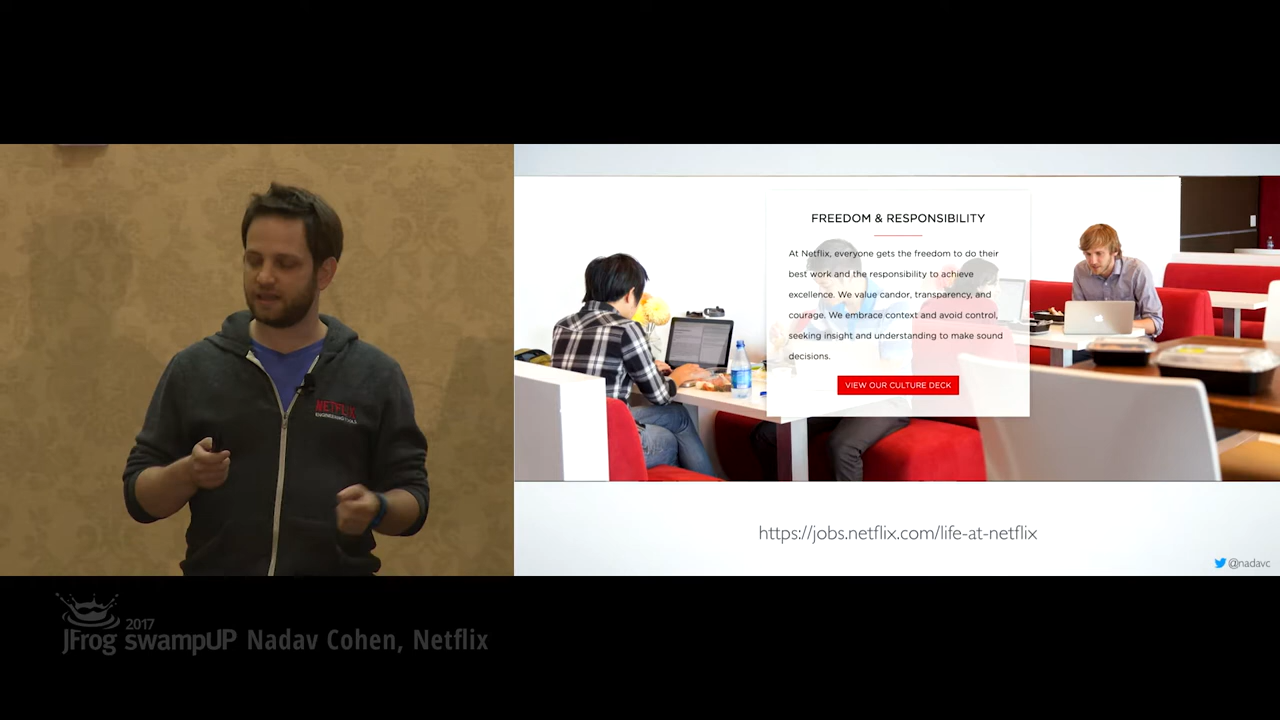 NETFLIX
ENGINEERING TOOLS
FREEDOM & RESPONSIBILITY
At Netflix, everyone gets the freedom to do their
best work and the responsibility to achieve
excellence. We value candor, transparency, and
courage. We embrace context and avoid control,
seeking insight and understanding to make sound
decisions.
VIEW OUR CULTURE DECK
https://jobs.netflix.com/life-at-netflix
@nadavc
2017
JFrog swampUP Nadav Cohen, Netflix